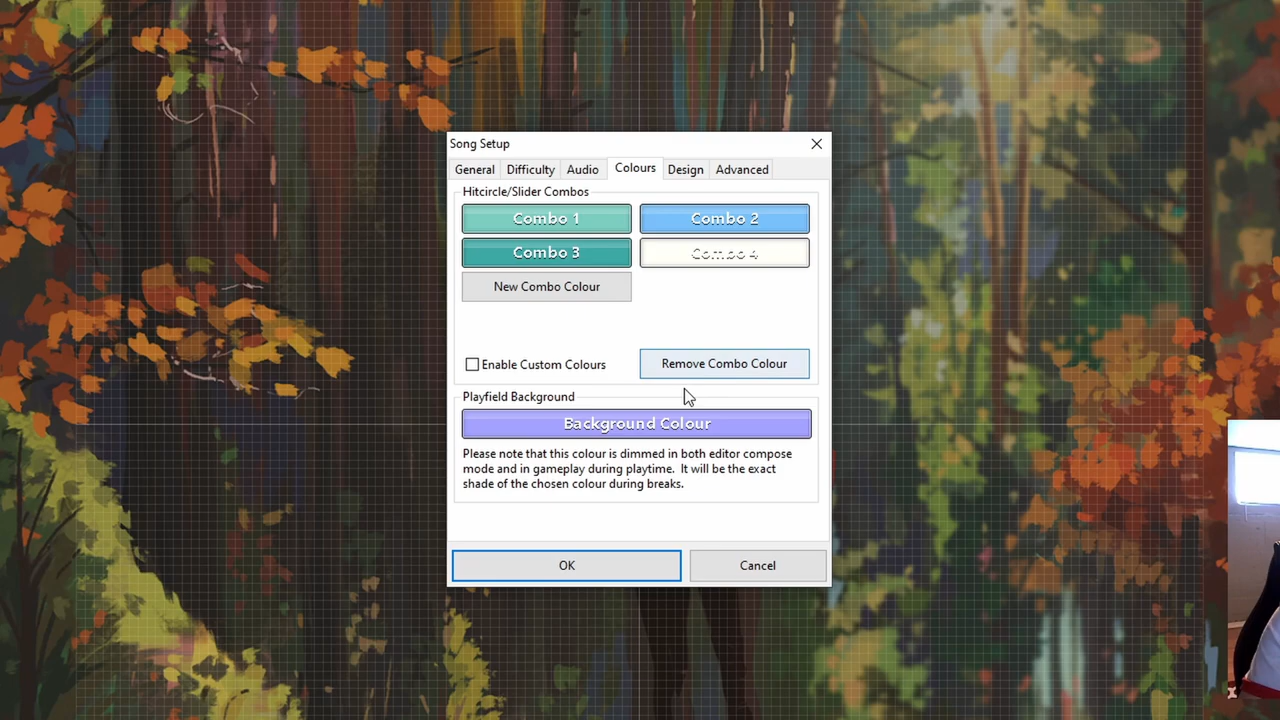 Song Setup
General Difficulty Audio Colours Design Advanced
Hitcircle/Slider Combos
Combo 1 Combo 2
Combo 3 Combo 4
New Combo Colour
Enable Custom Colours Remove Combo Colour
Playfield Background
Background Colour
Please note that this colour is dimmed in both editor compose
mode and in gameplay during playtime. It will be the exact
shade of the chosen colour during breaks.
OK Cancel